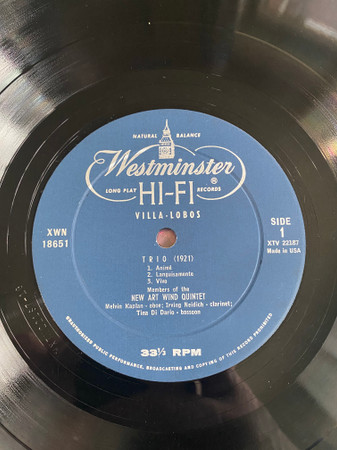 NATURAL BALANCE
Westminster
®
LONG PLAY RECORDS
HI-FI
VILLA-LOBOS
XWN
18651
SIDE
1
XTV 22187
Made in USA
TRIO (1921)
1. Animé
2. Languissamente
3. Vivo
Members of the
NEW ART WIND QUINTET
Melvin Kaplan - oboe; Irving Neidich - clarinet;
Tina Di Dario - bassoon
UNAUTHORIZED PUBLIC PERFORMANCE, BROADCASTING AND COPYING OF THIS RECORD PROHIBITED
33⅓ RPM